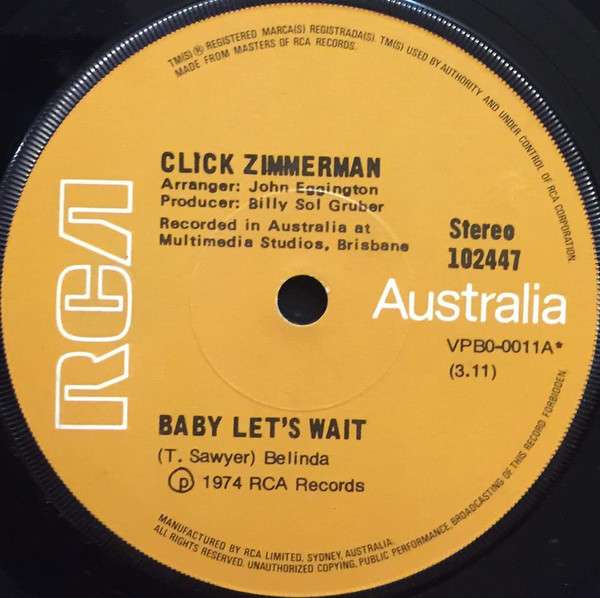 TM(S) ® REGISTERED MARCA(S) REGISTRADA(S). TM(S) USED BY AUTHORITY AND UNDER CONTROL OF RCA CORPORATION.
MADE FROM MASTERS OF RCA RECORDS.
RCA
CLICK ZIMMERMAN
Arranger: John Eggington
Producer: Billy Sol Gruber
Recorded in Australia at
Multimedia Studios, Brisbane
Stereo
102447
Australia
VPB0-0011A*
(3.11)
BABY LET'S WAIT
(T. Sawyer) Belinda
Ⓟ 1974 RCA Records
MANUFACTURED BY RCA LIMITED, SYDNEY, AUSTRALIA.
ALL RIGHTS RESERVED. UNAUTHORIZED COPYING, PUBLIC PERFORMANCE, BROADCASTING OF THIS RECORD FORBIDDEN.